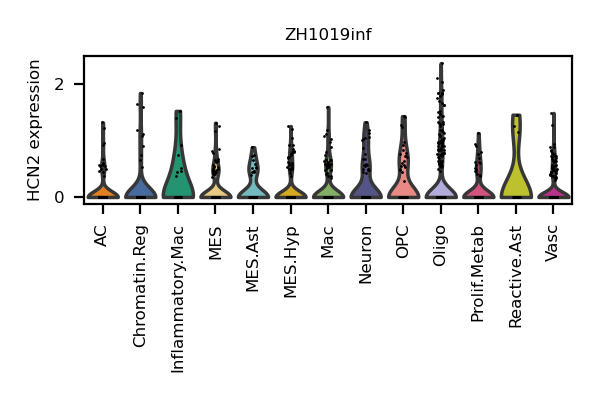 ZH1019inf
HCN2 expression
2
0
AC
Chromatin.Reg
Inflammatory.Mac
MES
MES.Ast
MES.Hyp
Mac
Neuron
OPC
Oligo
Prolif.Metab
Reactive.Ast
Vasc